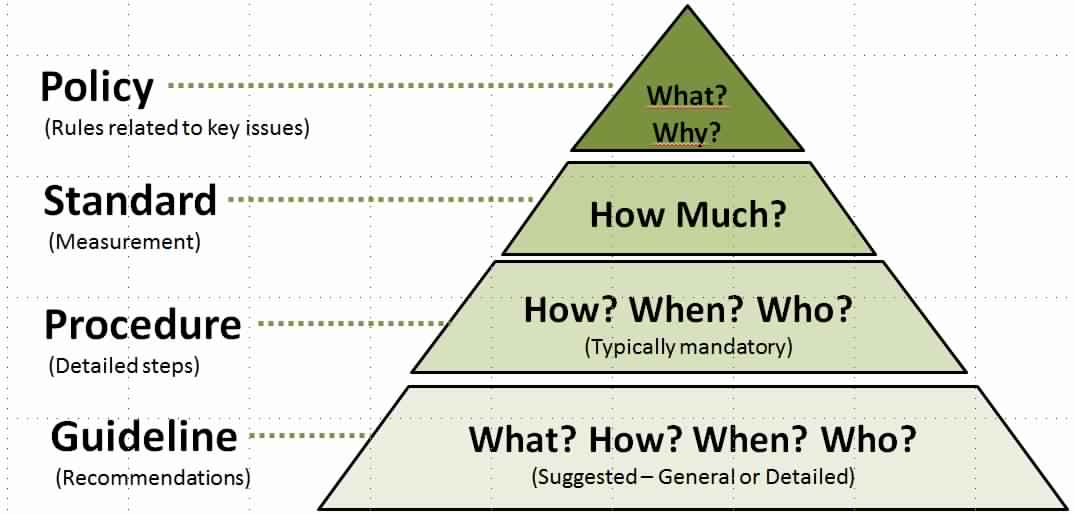 Policy
(Rules related to key issues)
What?
Why?
Standard
(Measurement)
How Much?
Procedure
(Detailed steps)
How? When? Who?
(Typically mandatory)
Guideline
(Recommendations)
What? How? When? Who?
(Suggested – General or Detailed)